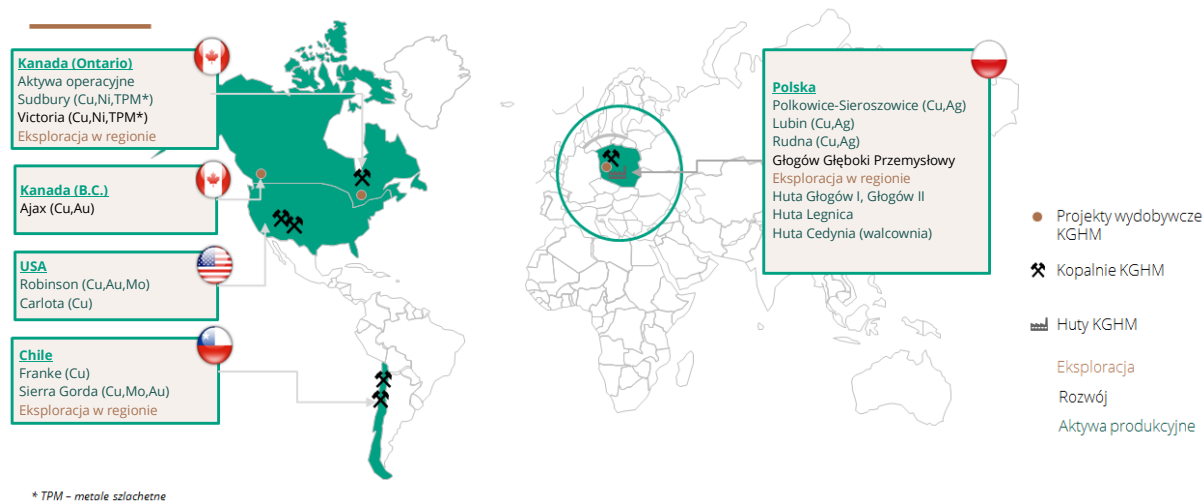 Kanada (Ontario)
Aktywa operacyjne
Sudbury (Cu,Ni,TPM*)
Victoria (Cu,Ni,TPM*)
Eksploracja w regionie
Kanada (B.C.)
Ajax (Cu,Au)
USA
Robinson (Cu,Au,Mo)
Carlota (Cu)
Chile
Franke (Cu)
Sierra Gorda (Cu,Mo,Au)
Eksploracja w regionie
Polska
Polkowice-Sieroszowice (Cu,Ag)
Lubin (Cu,Ag)
Rudna (Cu,Ag)
Głogów Głęboki Przemysłowy
Eksploracja w regionie
Huta Głogów I, Głogów II
Huta Legnica
Huta Cedynia (walcownia)
Projekty wydobywcze
KGHM
Kopalnie KGHM
Huty KGHM
Eksploracja
Rozwój
Aktywa produkcyjne
* TPM – metale szlachetne